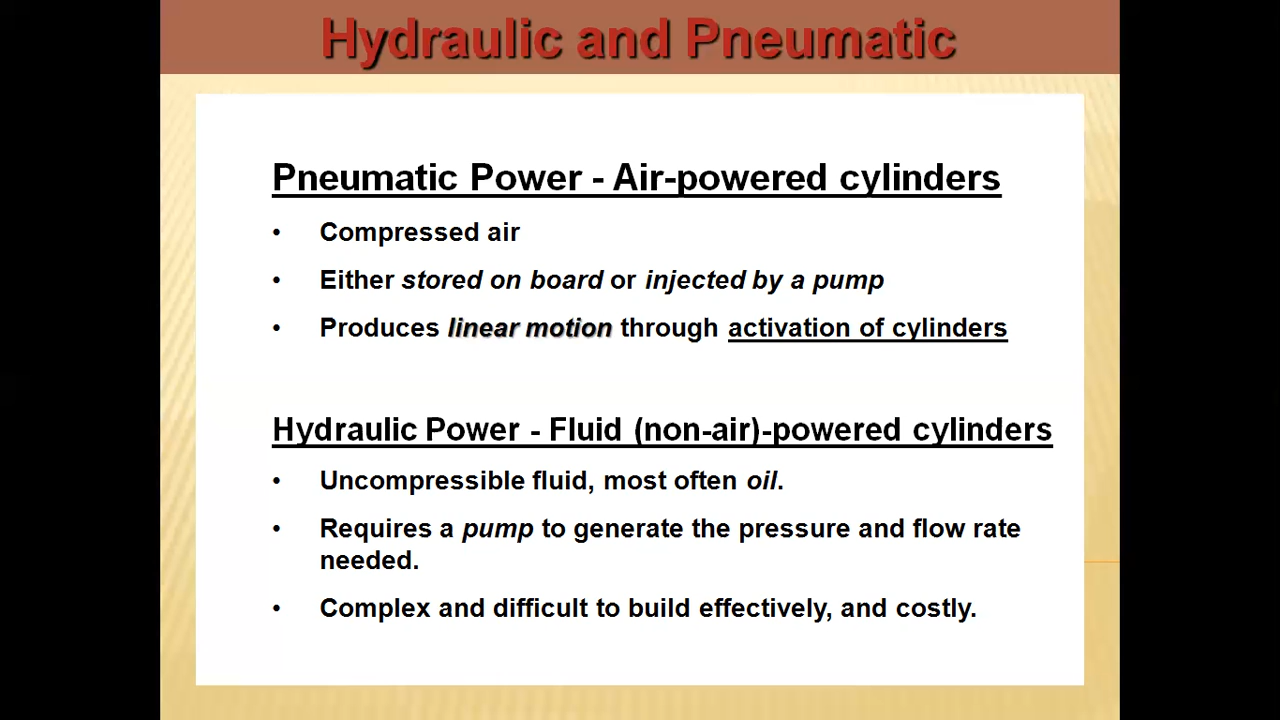 Hydraulic and Pneumatic
Pneumatic Power - Air-powered cylinders
• Compressed air
• Either stored on board or injected by a pump
• Produces linear motion through activation of cylinders
Hydraulic Power - Fluid (non-air)-powered cylinders
• Uncompressible fluid, most often oil.
• Requires a pump to generate the pressure and flow rate
needed.
• Complex and difficult to build effectively, and costly.